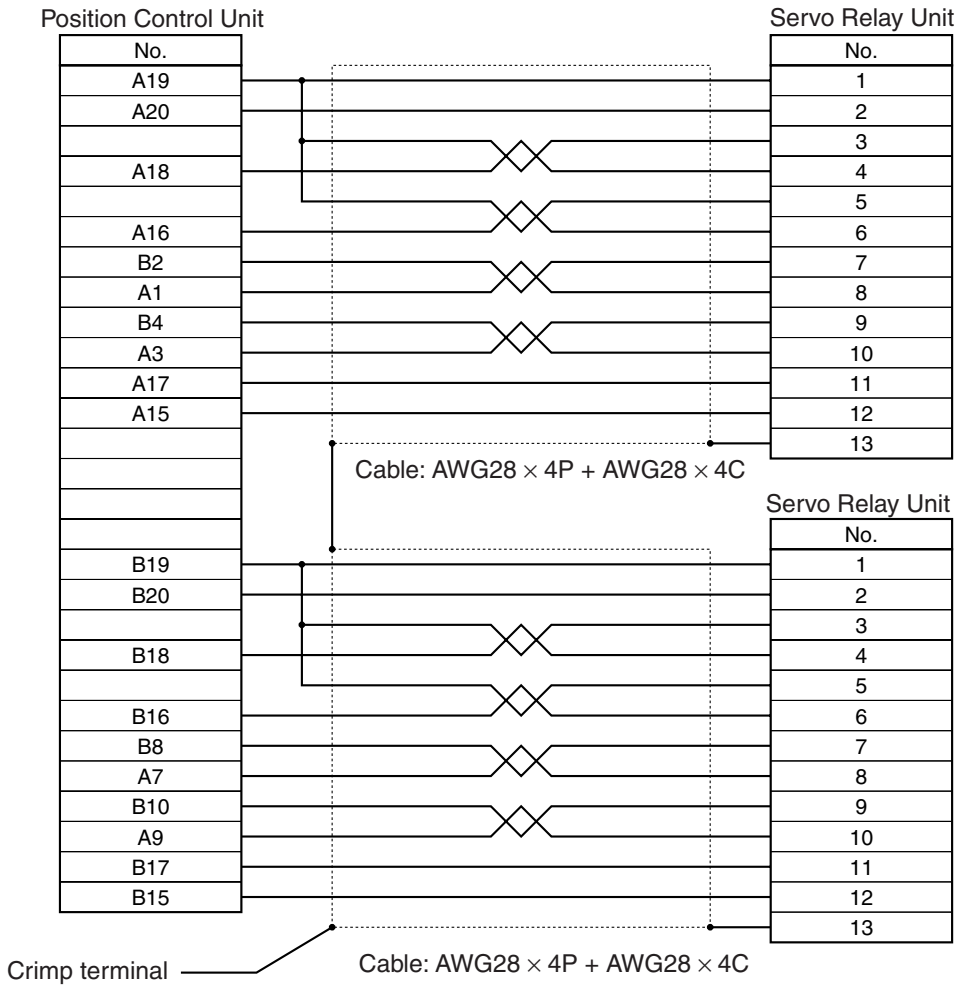 Position Control Unit
Servo Relay Unit
No.
No.
A19
1
A20
2
3
A18
4
5
A16
6
B2
7
A1
8
B4
9
A3
10
A17
11
A15
12
13
Cable: AWG28 × 4P + AWG28 × 4C
Servo Relay Unit
No.
B19
1
B20
2
3
B18
4
5
B16
6
B8
7
A7
8
B10
9
A9
10
B17
11
B15
12
13
Crimp terminal
Cable: AWG28 × 4P + AWG28 × 4C